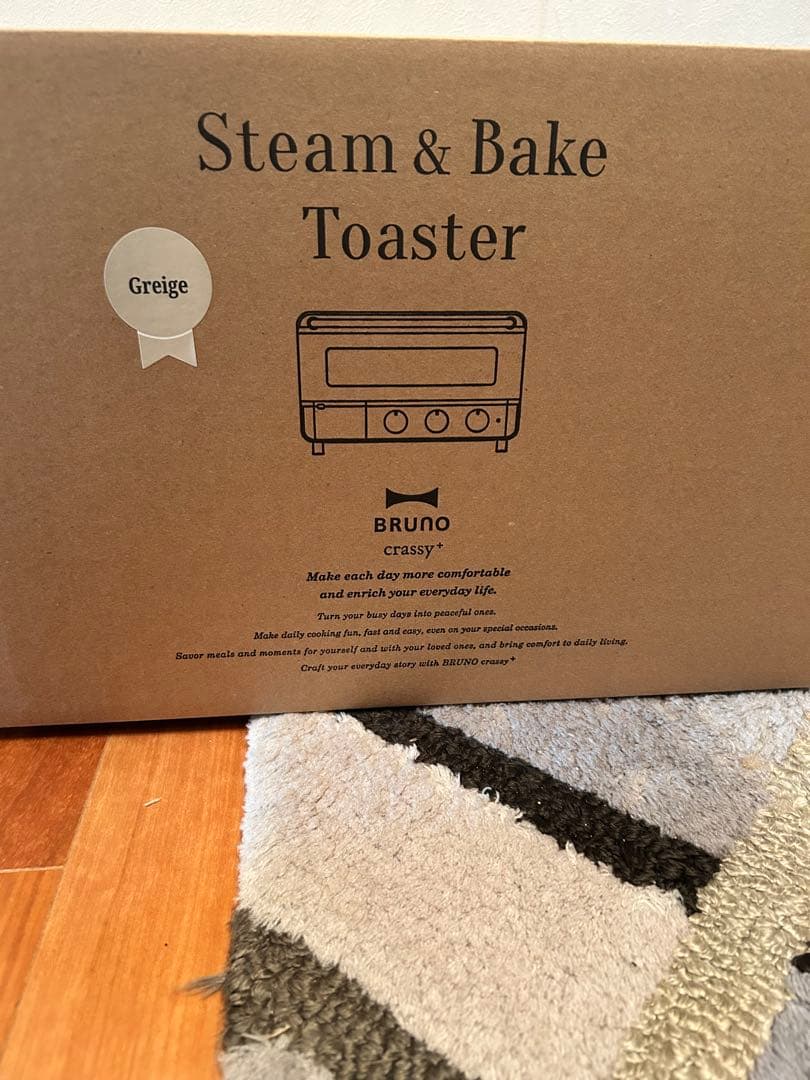 Steam & Bake
Toaster
Greige
BRUNO
crassy+
Make each day more comfortable
and enrich your everyday life.
Turn your busy days into peaceful ones.
Make daily cooking fun, fast and easy, even on your special occasions.
Savor meals and moments for yourself and with your loved ones, and bring comfort to daily living.
Craft your everyday story with BRUNO crassy+